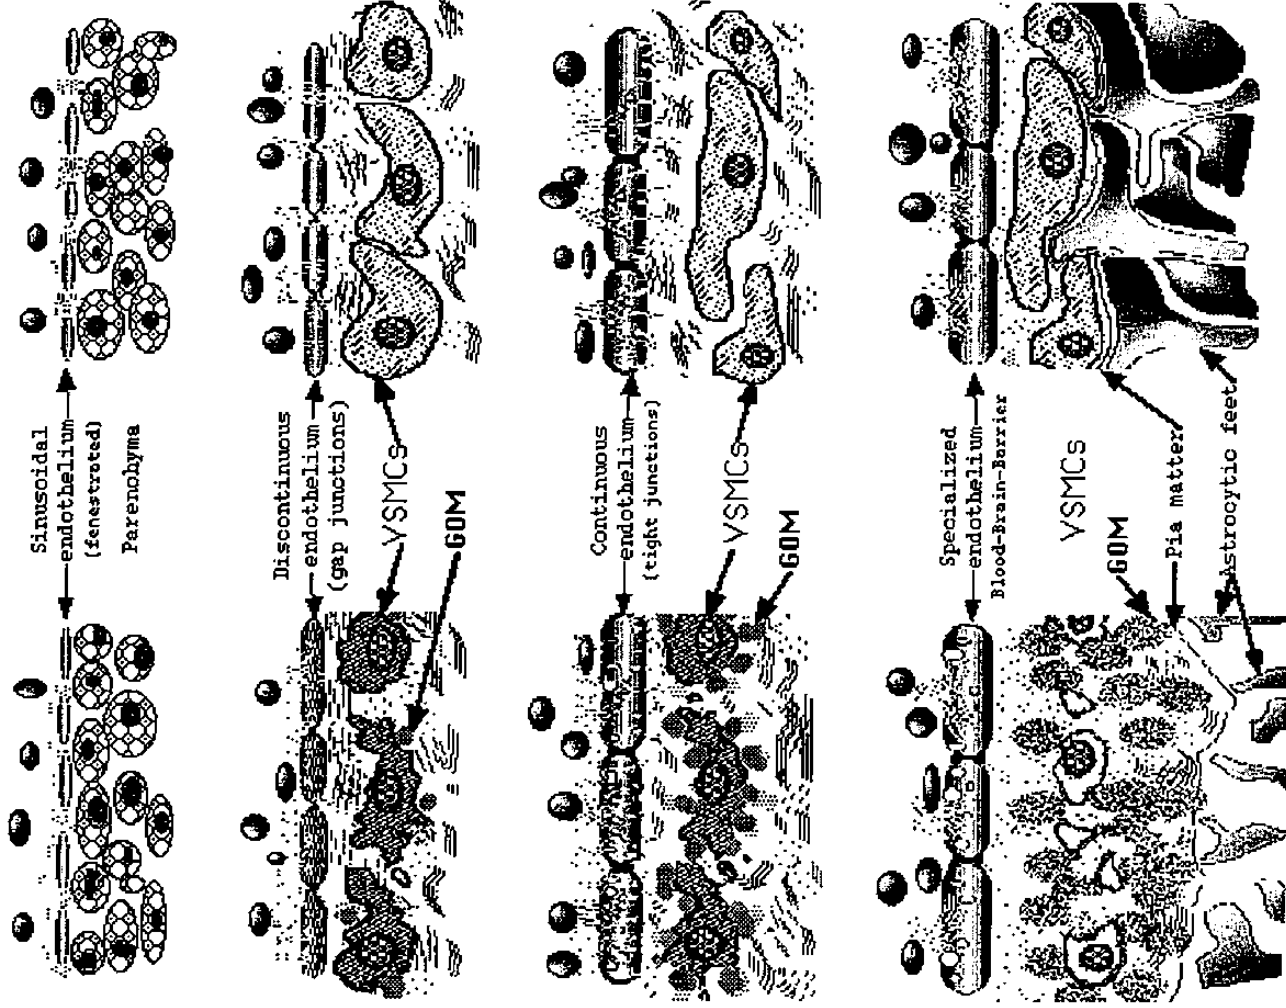 Sinusoidal
endothelium
(fenestrated)
Parenchyma
Discontinuous
endothelium
(gap junctions)
VSMCs
GOM
Continuous
endothelium
(tight junctions)
VSMCs
GOM
Specialized
endothelium
Blood-Brain-Barrier
VSMCs
GOM
Pia matter
Astrocytic feet